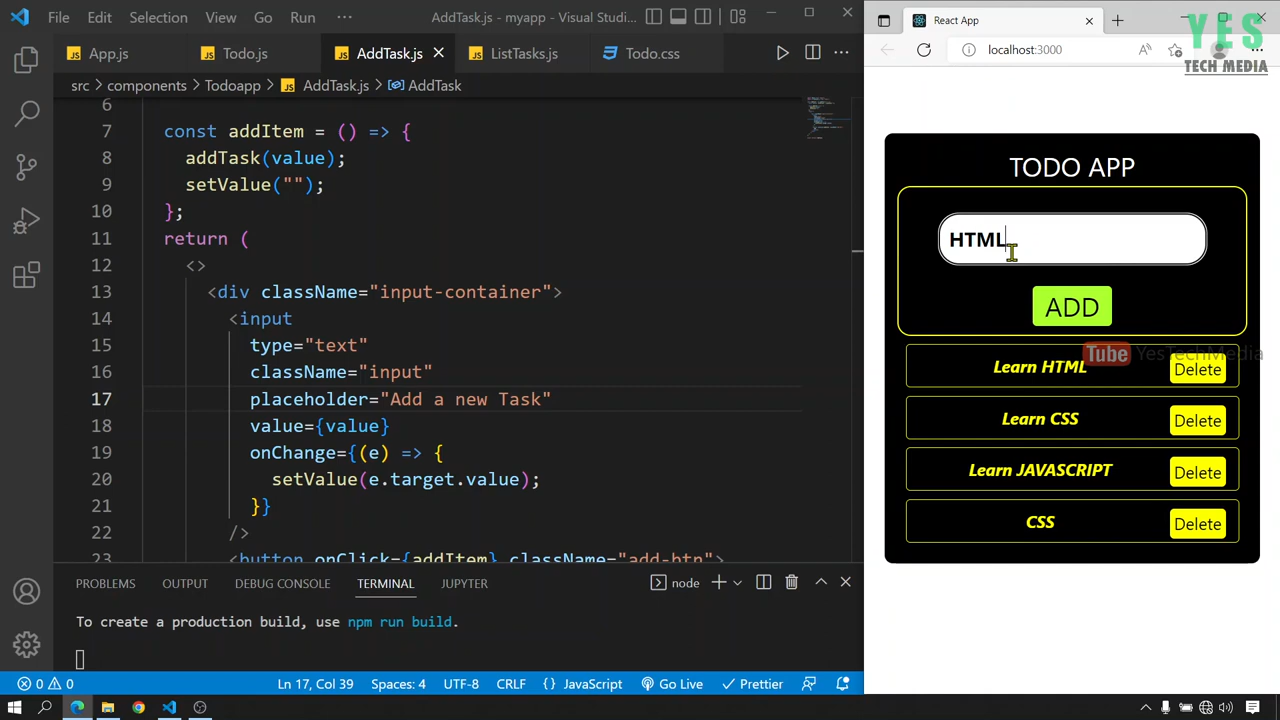 File Edit Selection View Go Run ··· AddTask.js - myapp - Visual Studi...
App.js Todo.js AddTask.js ListTasks.js Todo.css
src > components > Todoapp > AddTask.js > AddTask
6
7 const addItem = () => {
8 addTask(value);
9 setValue("");
10 };
11 return (
12 <>
13 <div className="input-container">
14 <input
15 type="text"
16 className="input"
17 placeholder="Add a new Task"
18 value={value}
19 onChange={(e) => {
20 setValue(e.target.value);
21 }}
22 />
23 <button onClick={addItem} className="add-btn">
PROBLEMS OUTPUT DEBUG CONSOLE TERMINAL JUPYTER
node
To create a production build, use npm run build.
0 0 Ln 17, Col 39 Spaces: 4 UTF-8 CRLF {} JavaScript Go Live Prettier
React App
localhost:3000
YES
TECH MEDIA
TODO APP
HTML
ADD
Tube YesTechMedia
Learn HTML Delete
Learn CSS Delete
Learn JAVASCRIPT Delete
CSS Delete